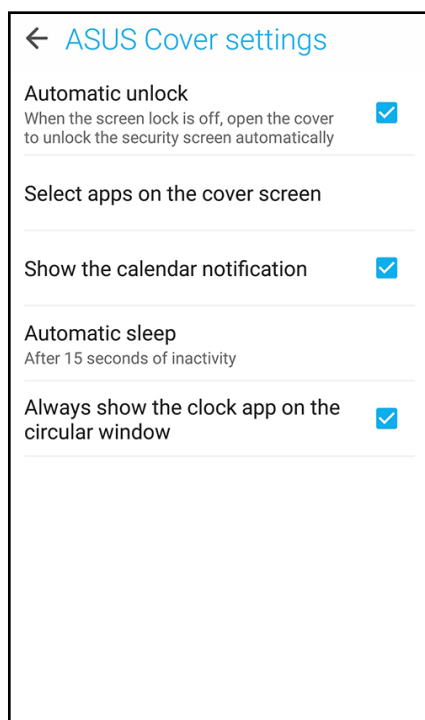 ASUS Cover settings
Automatic unlock
When the screen lock is off, open the cover
to unlock the security screen automatically
Select apps on the cover screen
Show the calendar notification
Automatic sleep
After 15 seconds of inactivity
Always show the clock app on the
circular window